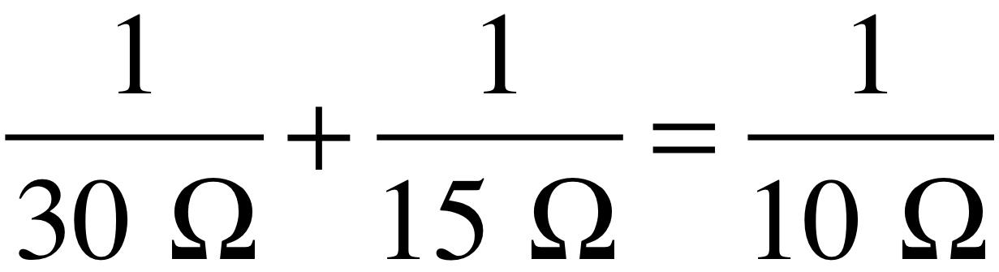 1/30 Ω + 1/15 Ω = 1/10 Ω